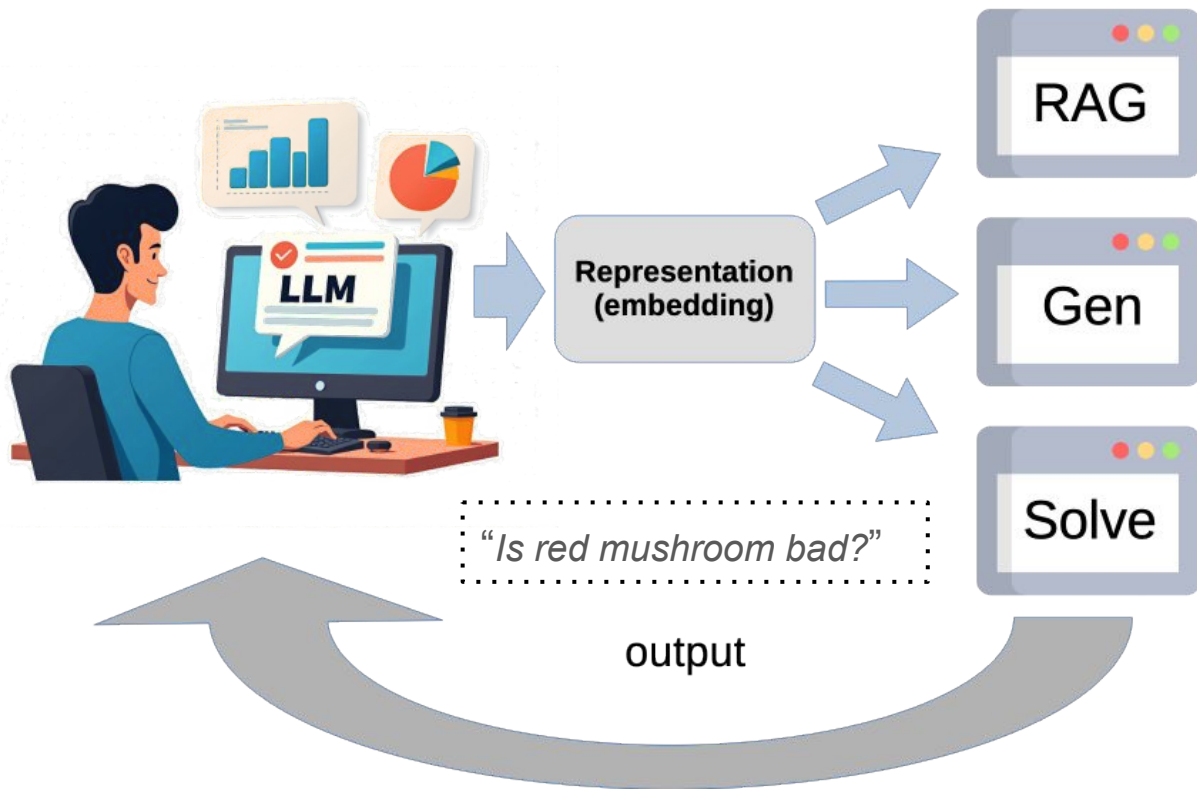 RAG
LLM
Representation
(embedding)
Gen
Solve
“Is red mushroom bad?”
output